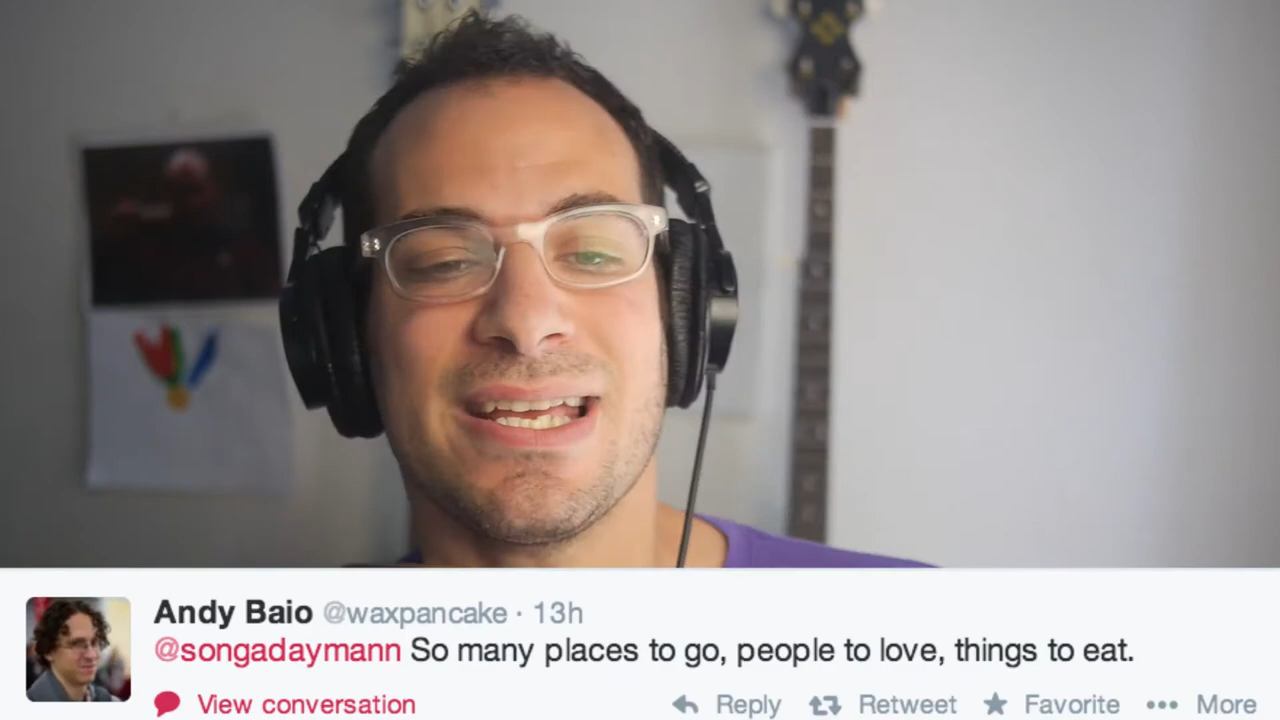 Andy Baio @waxpancake · 13h
@songadaymann So many places to go, people to love, things to eat.
View conversation Reply Retweet Favorite More